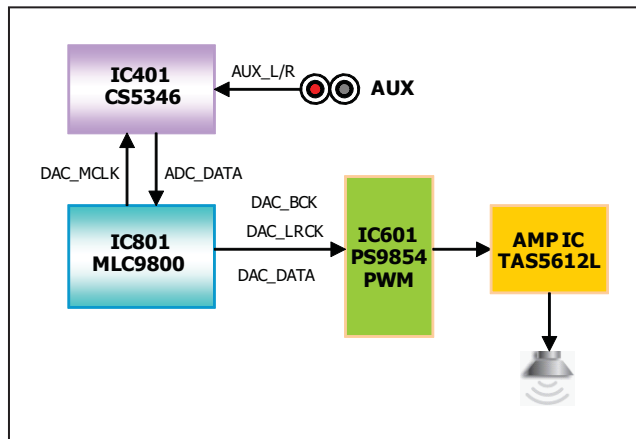 IC401
CS5346
AUX_L/R
AUX
DAC_MCLK
ADC_DATA
IC801
MLC9800
DAC_BCK
DAC_LRCK
DAC_DATA
IC601
PS9854
PWM
AMP IC
TAS5612L